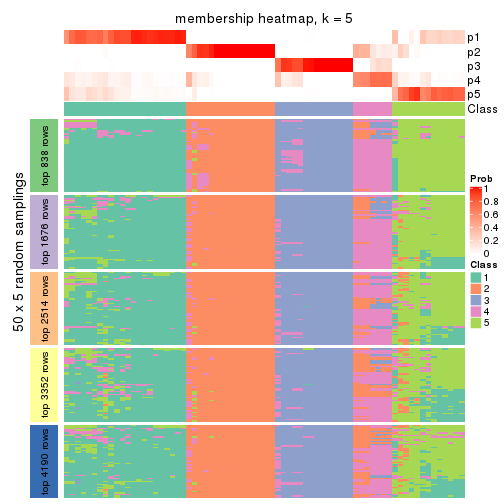 membership heatmap, k = 5
p1
p2
p3
p4
p5
Class
50 x 5 random samplings
top 838 rows
top 1676 rows
top 2514 rows
top 3352 rows
top 4190 rows
Prob
1
0.8
0.6
0.4
0.2
0
Class
1
2
3
4
5